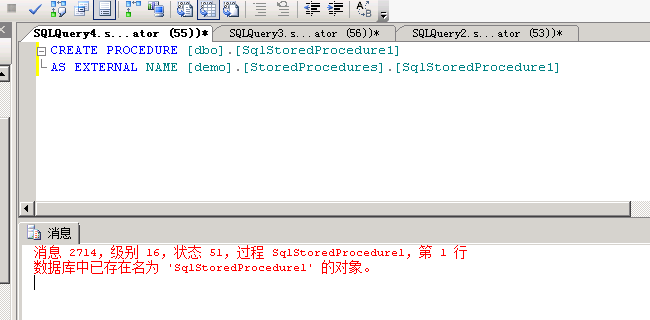 SQLQuery4.s...ator (55))*
SQLQuery3.s...ator (56))*
SQLQuery2.s...ator (53))*
CREATE PROCEDURE [dbo].[SqlStoredProcedure1]
AS EXTERNAL NAME [demo].[StoredProcedures].[SqlStoredProcedure1]
消息
消息 2714，级别 16，状态 51，过程 SqlStoredProcedure1，第 1 行
数据库中已存在名为 'SqlStoredProcedure1' 的对象。